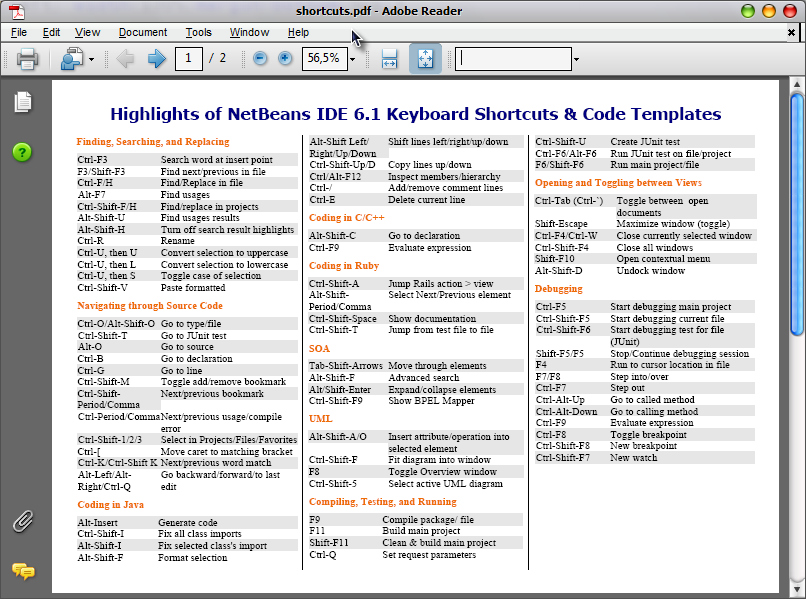 shortcuts.pdf - Adobe Reader
File Edit View Document Tools Window Help
1 / 2 56,5%
Highlights of NetBeans IDE 6.1 Keyboard Shortcuts & Code Templates
Finding, Searching, and Replacing
Ctrl-F3 Search word at insert point
F3/Shift-F3 Find next/previous in file
Ctrl-F/H Find/Replace in file
Alt-F7 Find usages
Ctrl-Shift-F/H Find/replace in projects
Alt-Shift-U Find usages results
Alt-Shift-H Turn off search result highlights
Ctrl-R Rename
Ctrl-U, then U Convert selection to uppercase
Ctrl-U, then L Convert selection to lowercase
Ctrl-U, then S Toggle case of selection
Ctrl-Shift-V Paste formatted
Navigating through Source Code
Ctrl-O/Alt-Shift-O Go to type/file
Ctrl-Shift-T Go to JUnit test
Alt-O Go to source
Ctrl-B Go to declaration
Ctrl-G Go to line
Ctrl-Shift-M Toggle add/remove bookmark
Ctrl-Shift- Next/previous bookmark
Period/Comma
Ctrl-Period/Comma Next/previous usage/compile
error
Ctrl-Shift-1/2/3 Select in Projects/Files/Favorites
Ctrl-[ Move caret to matching bracket
Ctrl-K/Ctrl-Shift K Next/previous word match
Alt-Left/Alt- Go backward/forward/to last
Right/Ctrl-Q edit
Coding in Java
Alt-Insert Generate code
Ctrl-Shift-I Fix all class imports
Alt-Shift-I Fix selected class's import
Alt-Shift-F Format selection
Alt-Shift Left/ Shift lines left/right/up/down
Right/Up/Down
Ctrl-Shift-Up/D Copy lines up/down
Ctrl/Alt-F12 Inspect members/hierarchy
Ctrl-/ Add/remove comment lines
Ctrl-E Delete current line
Coding in C/C++
Alt-Shift-C Go to declaration
Ctrl-F9 Evaluate expression
Coding in Ruby
Ctrl-Shift-A Jump Rails action > view
Alt-Shift- Select Next/Previous element
Period/Comma
Ctrl-Shift-Space Show documentation
Ctrl-Shift-T Jump from test file to file
SOA
Tab-Shift-Arrows Move through elements
Alt-Shift-F Advanced search
Alt/Shift-Enter Expand/collapse elements
Ctrl-Shift-F9 Show BPEL Mapper
UML
Alt-Shift-A/O Insert attribute/operation into
selected element
Ctrl-Shift-F Fit diagram into window
F8 Toggle Overview window
Ctrl-Shift-5 Select active UML diagram
Compiling, Testing, and Running
F9 Compile package/ file
F11 Build main project
Shift-F11 Clean & build main project
Ctrl-Q Set request parameters
Ctrl-Shift-U Create JUnit test
Ctrl-F6/Alt-F6 Run JUnit test on file/project
F6/Shift-F6 Run main project/file
Opening and Toggling between Views
Ctrl-Tab (Ctrl-`) Toggle between open
documents
Shift-Escape Maximize window (toggle)
Ctrl-F4/Ctrl-W Close currently selected window
Ctrl-Shift-F4 Close all windows
Shift-F10 Open contextual menu
Alt-Shift-D Undock window
Debugging
Ctrl-F5 Start debugging main project
Ctrl-Shift-F5 Start debugging current file
Ctrl-Shift-F6 Start debugging test for file
(JUnit)
Shift-F5/F5 Stop/Continue debugging session
F4 Run to cursor location in file
F7/F8 Step into/over
Ctrl-F7 Step out
Ctrl-Alt-Up Go to called method
Ctrl-Alt-Down Go to calling method
Ctrl-F9 Evaluate expression
Ctrl-F8 Toggle breakpoint
Ctrl-Shift-F8 New breakpoint
Ctrl-Shift-F7 New watch